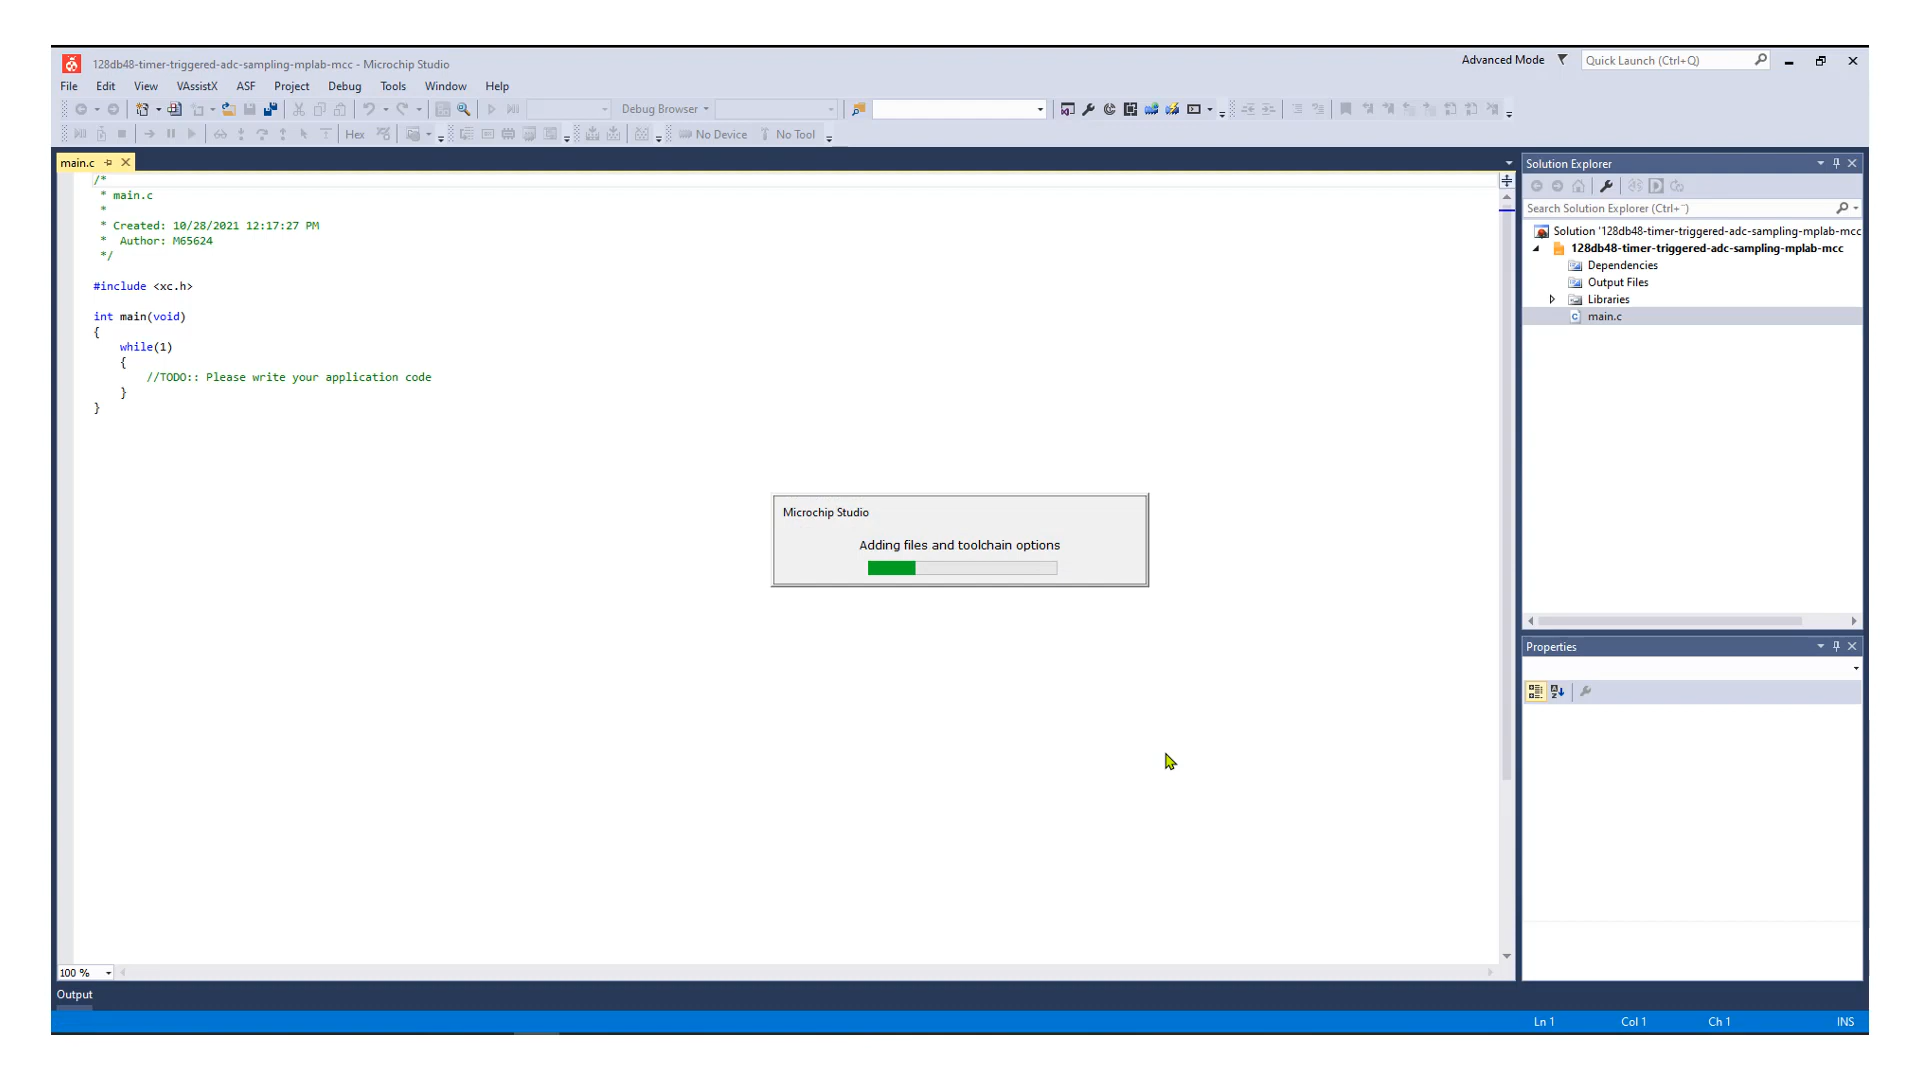 128db48-timer-triggered-adc-sampling-mplab-mcc - Microchip Studio
Advanced Mode
Quick Launch (Ctrl+Q)
File Edit View VAssistX ASF Project Debug Tools Window Help
Debug Browser
Hex
No Device
No Tool
main.c
/*
* main.c
*
* Created: 10/28/2021 12:17:27 PM
* Author: M65624
*/
#include <xc.h>
int main(void)
{
while(1)
{
//TODO:: Please write your application code
}
}
Microchip Studio
Adding files and toolchain options
Solution Explorer
Search Solution Explorer (Ctrl+¨)
Solution '128db48-timer-triggered-adc-sampling-mplab-mcc
128db48-timer-triggered-adc-sampling-mplab-mcc
Dependencies
Output Files
Libraries
main.c
Properties
100 %
Output
Ln 1 Col 1 Ch 1 INS